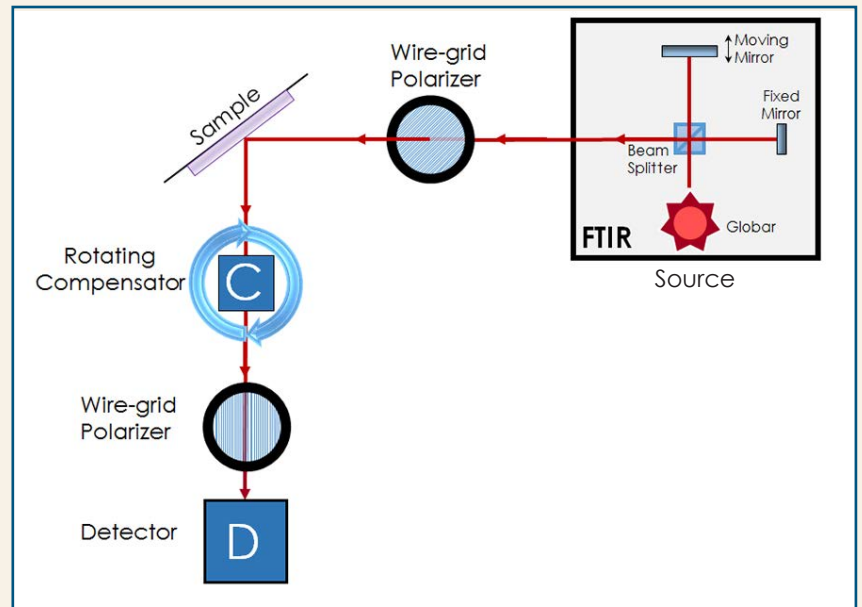 Wire-grid
Polarizer
Moving
Mirror
Fixed
Mirror
Beam
Splitter
Globar
FTIR
Source
Sample
Rotating
Compensator
C
Wire-grid
Polarizer
Detector
D